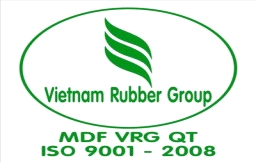 Vietnam Rubber Group
MDF VRG QT
ISO 9001 - 2008